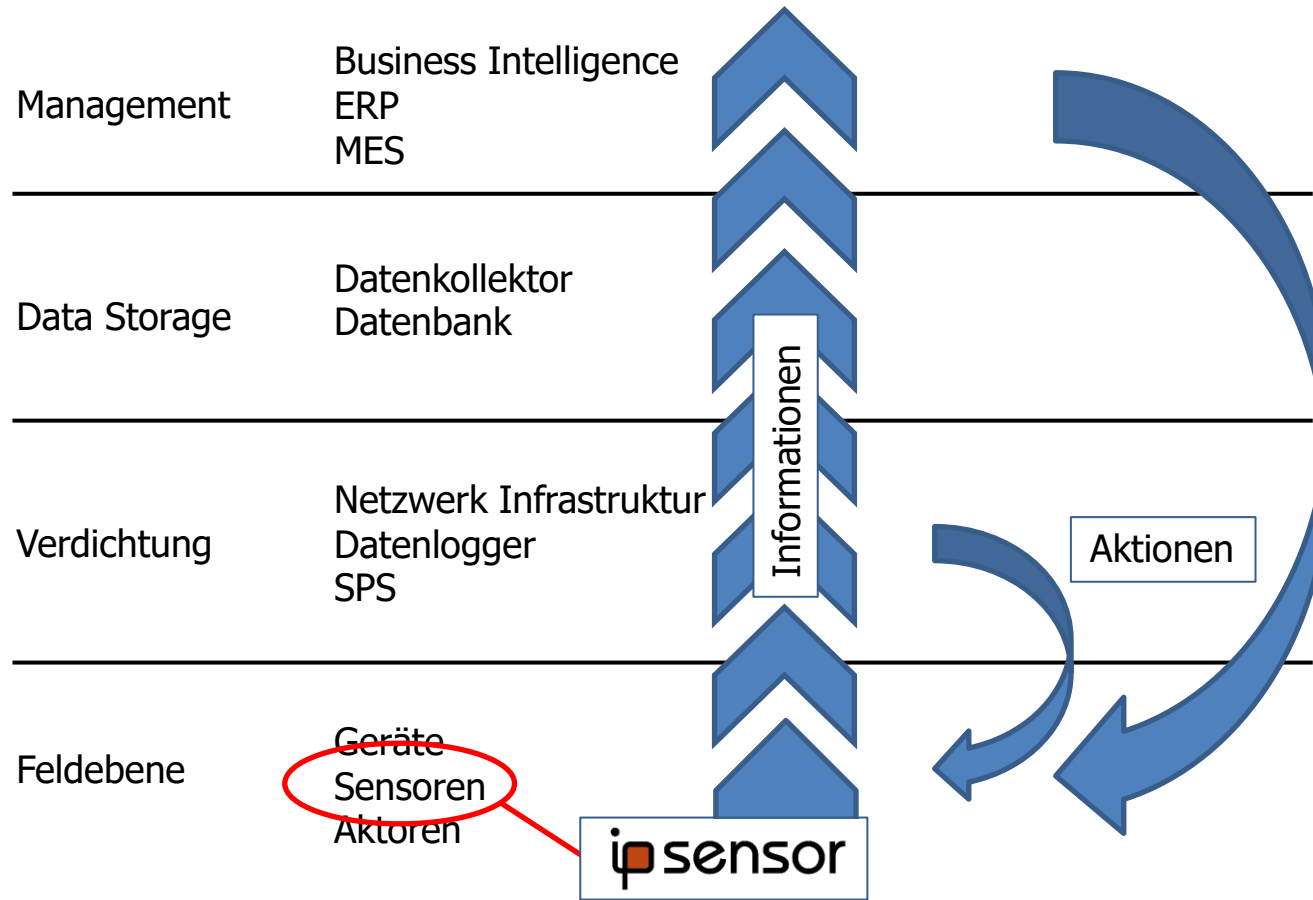 Management
Business Intelligence
ERP
MES
Data Storage
Datenkollektor
Datenbank
Informationen
Verdichtung
Netzwerk Infrastruktur
Datenlogger
SPS
Aktionen
Feldebene
Geräte
Sensoren
Aktoren
ipsensor